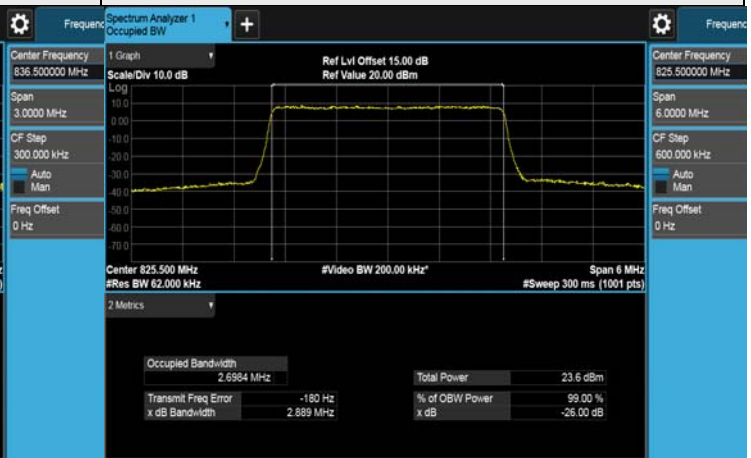 Frequenc
Center Frequency
836.500000 MHz
Span
3.0000 MHz
CF Step
300.000 kHz
Auto
Man
Freq Offset
0 Hz
Spectrum Analyzer 1
Occupied BW
+
1 Graph
Scale/Div 10.0 dB
Ref Lvl Offset 15.00 dB
Ref Value 20.00 dBm
Log
10.0
0.00
-10.0
-20.0
-30.0
-40.0
-50.0
-60.0
-70.0
Center 825.500 MHz
#Video BW 200.00 kHz*
Span 6 MHz
#Res BW 62.000 kHz
#Sweep 300 ms (1001 pts)
2 Metrics
Occupied Bandwidth
2.6984 MHz
Total Power 23.6 dBm
Transmit Freq Error -180 Hz
% of OBW Power 99.00 %
x dB Bandwidth 2.889 MHz
x dB -26.00 dB
Frequenc
Center Frequency
825.500000 MHz
Span
6.0000 MHz
CF Step
600.000 kHz
Auto
Man
Freq Offset
0 Hz